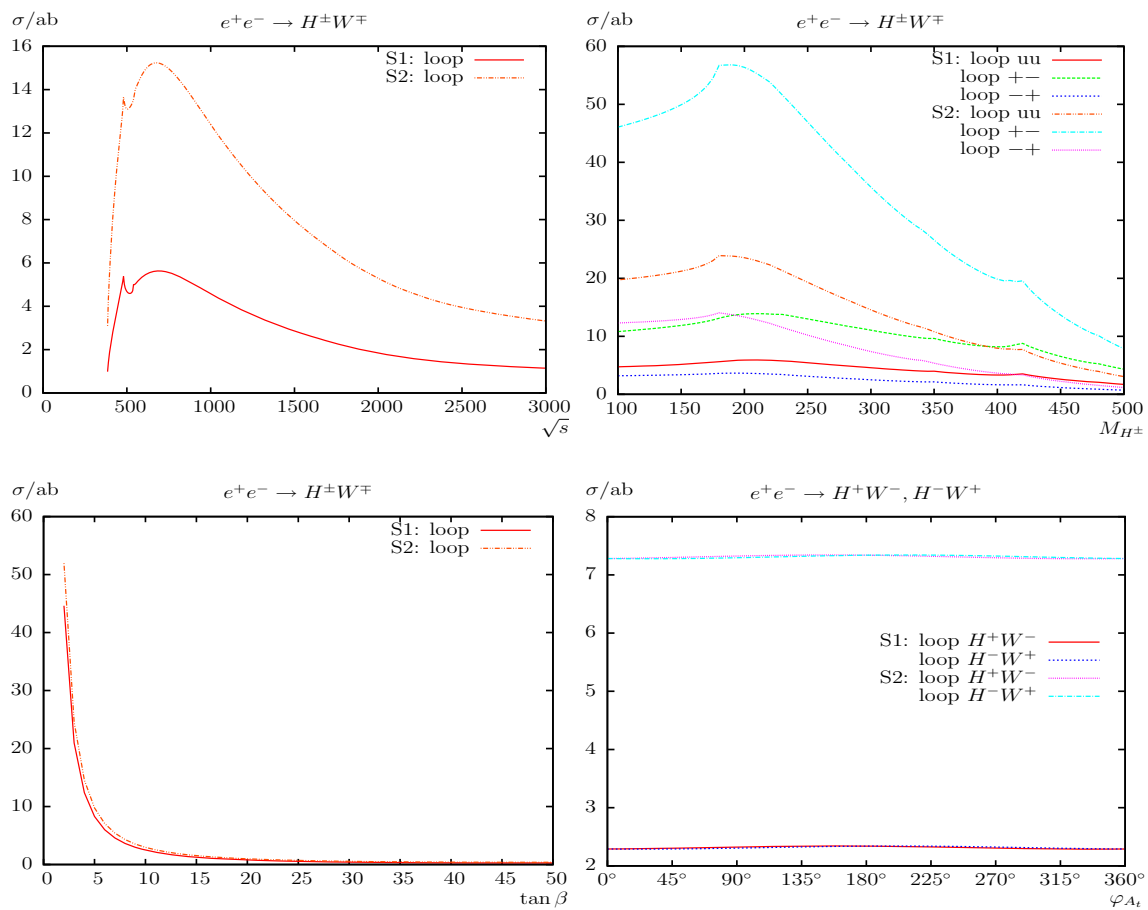 σ/ab
e⁺e⁻ → H±W∓
16
14
12
10
8
6
4
2
0
S1: loop
S2: loop
0 500 1000 1500 2000 2500 3000
√s
σ/ab
e⁺e⁻ → H±W∓
60
50
40
30
20
10
0
S1: loop uu
loop +−
loop −+
S2: loop uu
loop +−
loop −+
100 150 200 250 300 350 400 450 500
M_{H±}
σ/ab
e⁺e⁻ → H±W∓
60
50
40
30
20
10
0
S1: loop
S2: loop
0 5 10 15 20 25 30 35 40 45 50
tan β
σ/ab
e⁺e⁻ → H⁺W⁻, H⁻W⁺
8
7
6
5
4
3
2
S1: loop H⁺W⁻
loop H⁻W⁺
S2: loop H⁺W⁻
loop H⁻W⁺
0° 45° 90° 135° 180° 225° 270° 315° 360°
φ_{A_t}